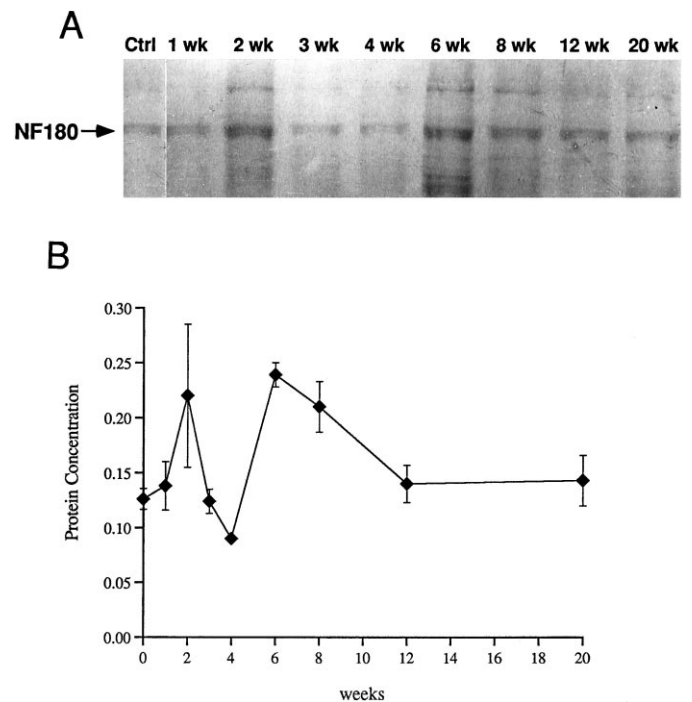 A
Ctrl 1 wk 2 wk 3 wk 4 wk 6 wk 8 wk 12 wk 20 wk
NF180
B
0.30
0.25
0.20
0.15
0.10
0.05
0.00
Protein Concentration
0 2 4 6 8 10 12 14 16 18 20
weeks